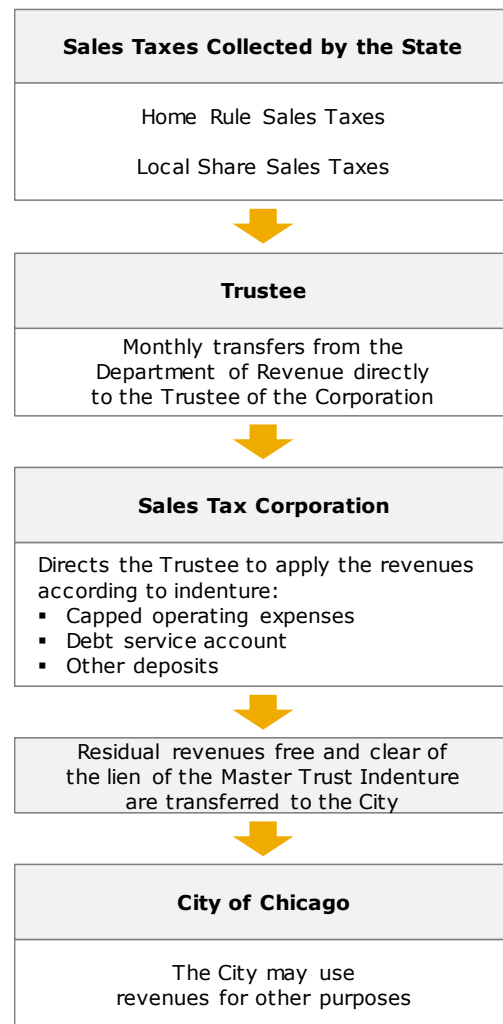 Sales Taxes Collected by the State
Home Rule Sales Taxes
Local Share Sales Taxes
Trustee
Monthly transfers from the
Department of Revenue directly
to the Trustee of the Corporation
Sales Tax Corporation
Directs the Trustee to apply the revenues
according to indenture:
▪ Capped operating expenses
▪ Debt service account
▪ Other deposits
Residual revenues free and clear of
the lien of the Master Trust Indenture
are transferred to the City
City of Chicago
The City may use
revenues for other purposes